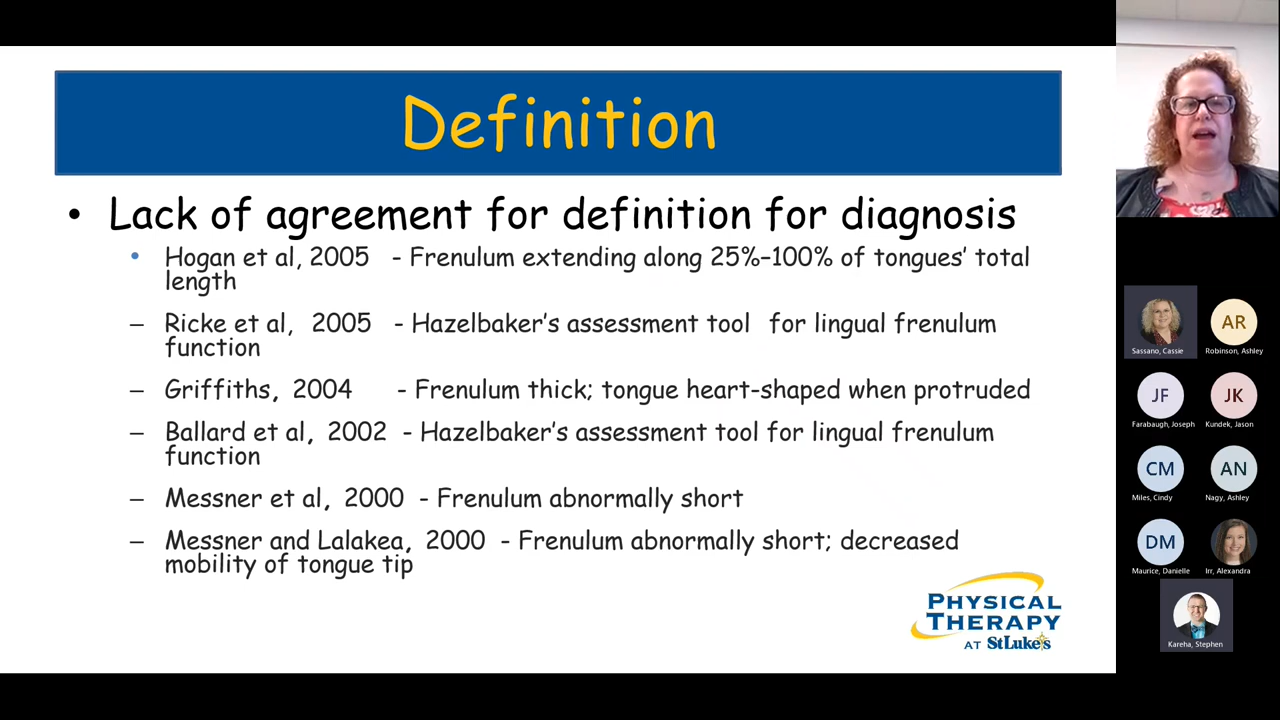 Definition
• Lack of agreement for definition for diagnosis
• Hogan et al, 2005 - Frenulum extending along 25%–100% of tongues’ total
length
– Ricke et al, 2005 - Hazelbaker’s assessment tool for lingual frenulum
function
– Griffiths, 2004 - Frenulum thick; tongue heart-shaped when protruded
– Ballard et al, 2002 - Hazelbaker’s assessment tool for lingual frenulum
function
– Messner et al, 2000 - Frenulum abnormally short
– Messner and Lalakea, 2000 - Frenulum abnormally short; decreased
mobility of tongue tip
PHYSICAL
THERAPY
AT StLuke's
AR
Sassano, Cassie
Robinson, Ashley
JF
JK
Farabaugh, Joseph
Kundek, Jason
CM
AN
Miles, Cindy
Nagy, Ashley
DM
Maurice, Danielle
Irr, Alexandra
Kareha, Stephen